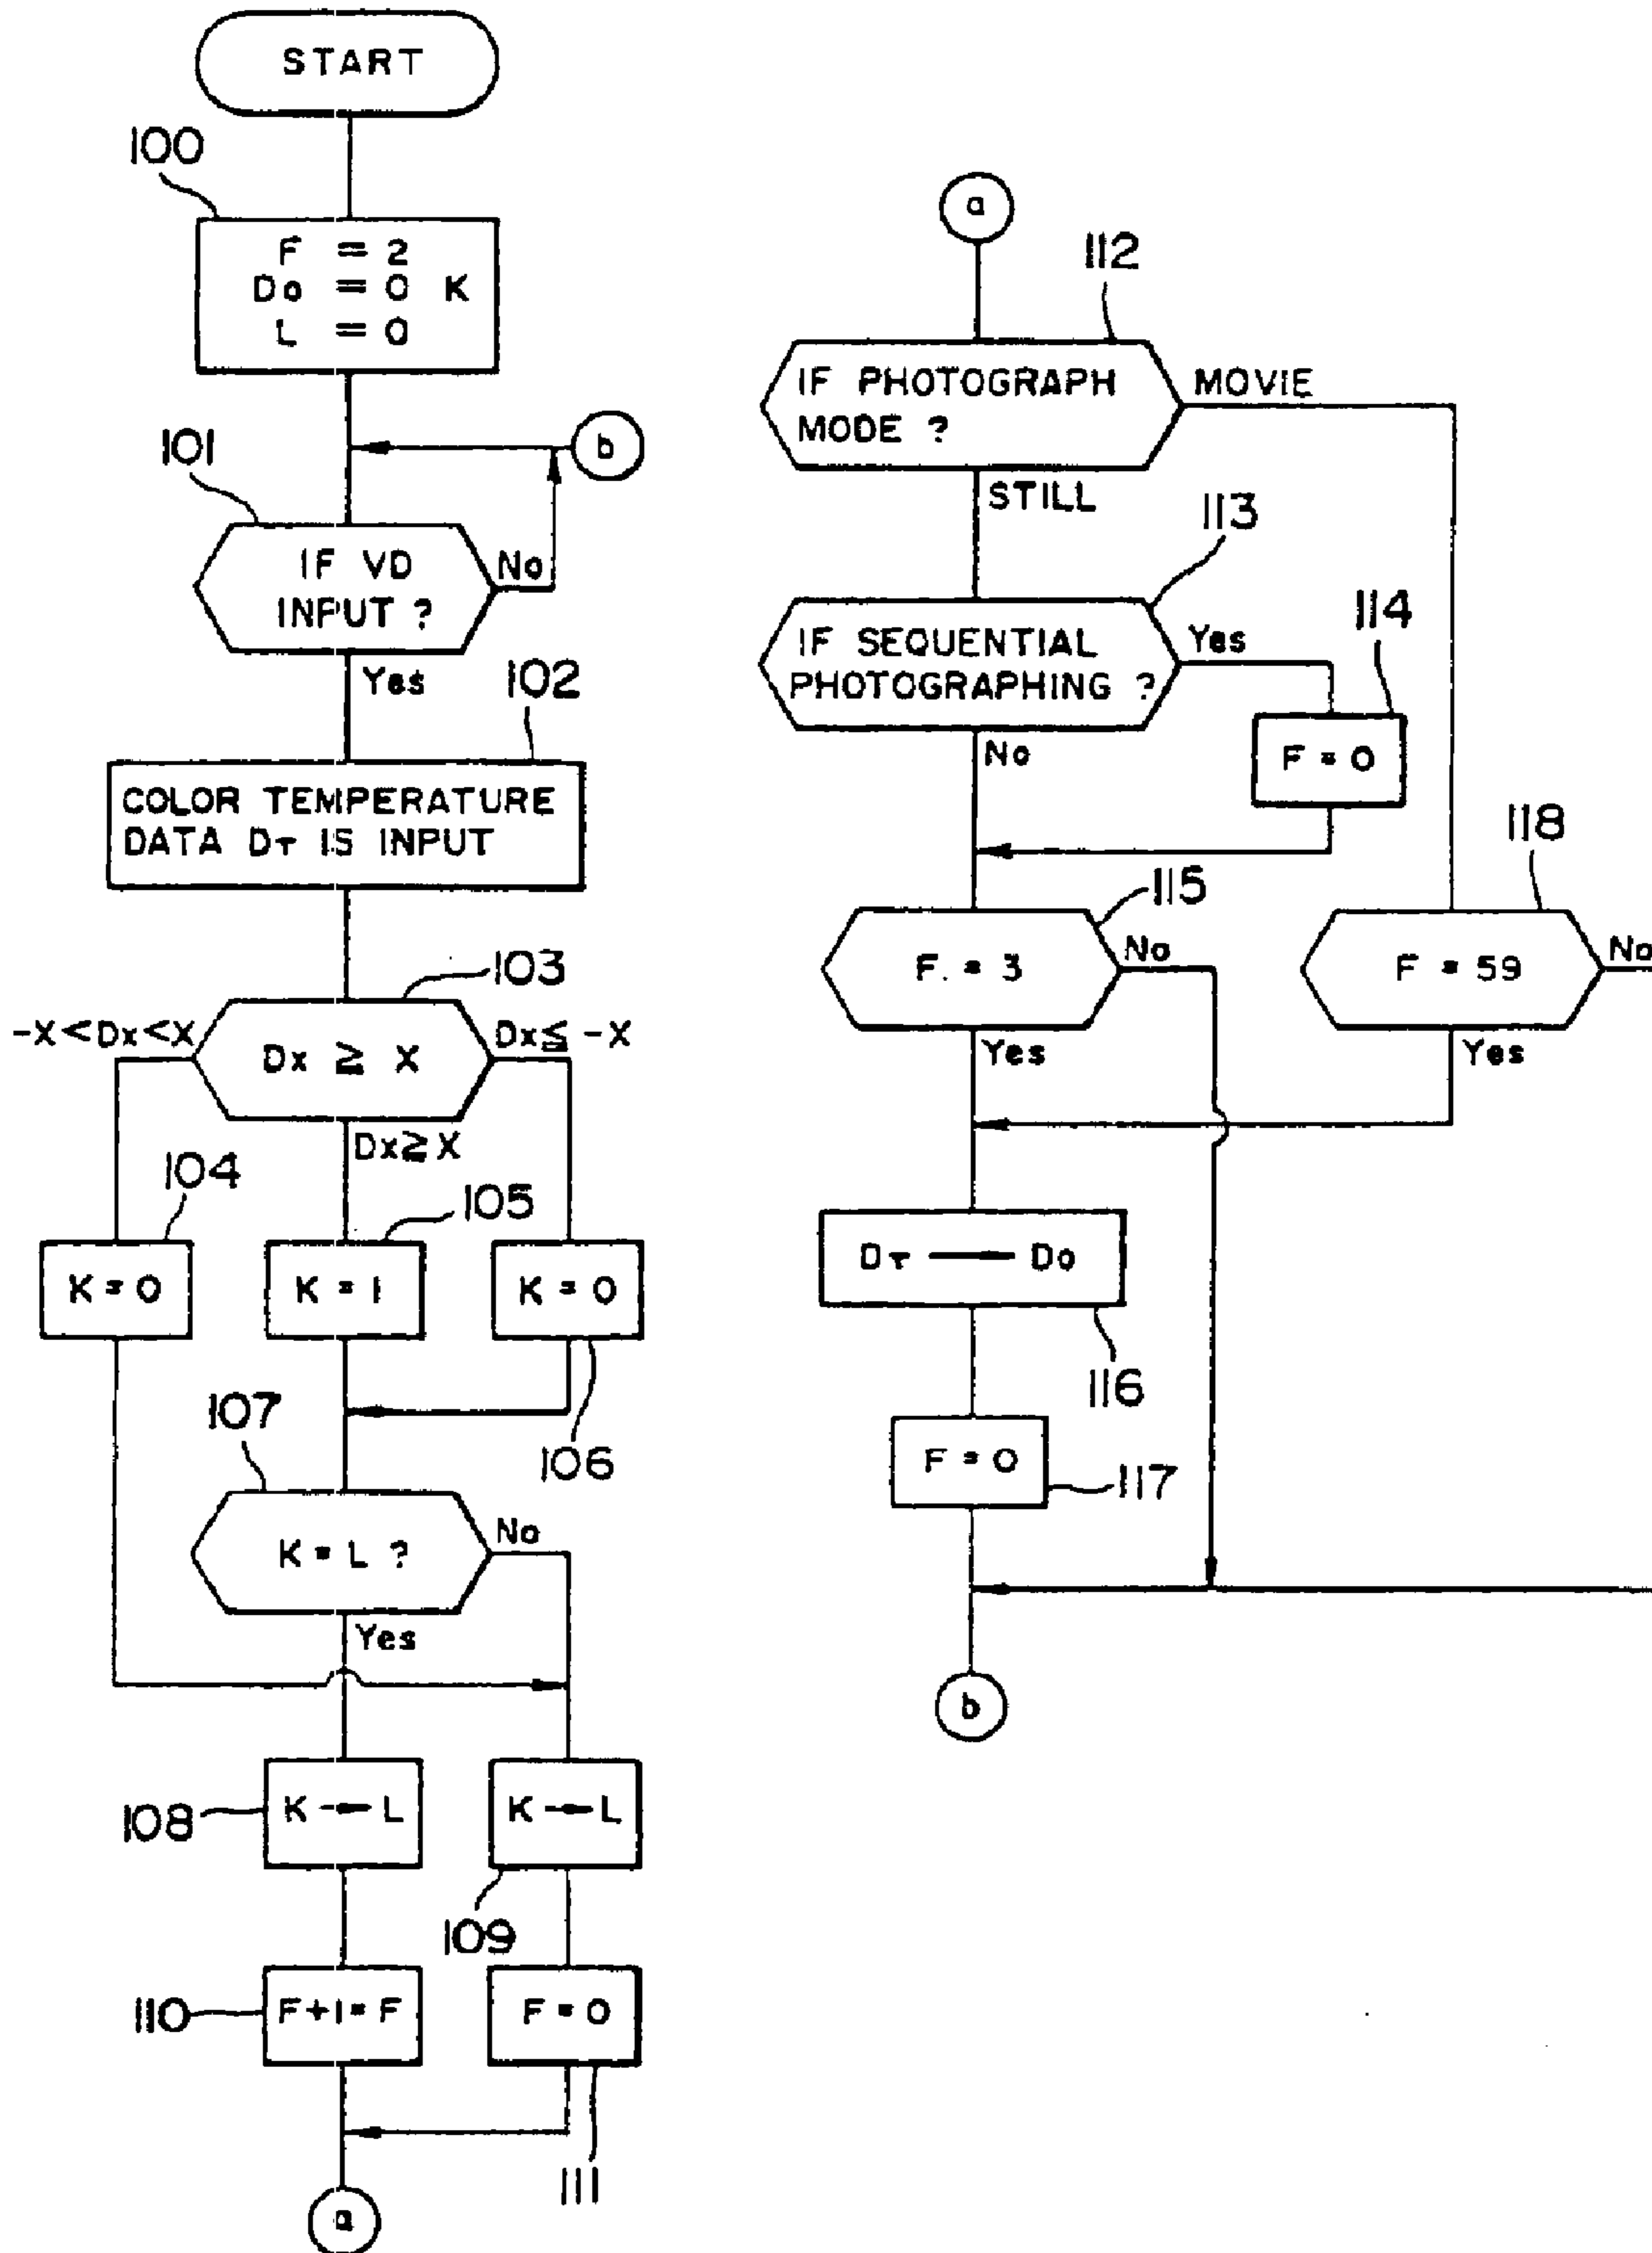 START
100
F = 2
Do = 0 K
L = 0
b
101
IF VD
INPUT ?
No
Yes
102
COLOR TEMPERATURE
DATA DT IS INPUT
103
-X<Dx<X
Dx≦-X
Dx ≧ X
Dx≧X
104
105
K = 0
K = 1
K = 0
106
107
K = L ?
No
Yes
108
K → L
K → L
109
110
F+1=F
F = 0
111
a
a
112
IF PHOTOGRAPH
MODE ?
MOVIE
STILL
113
IF SEQUENTIAL
PHOTOGRAPHING ?
Yes
114
No
F = 0
115
118
F. = 3
No
F = 59
No
Yes
Yes
DT → Do
116
F = 0
117
b